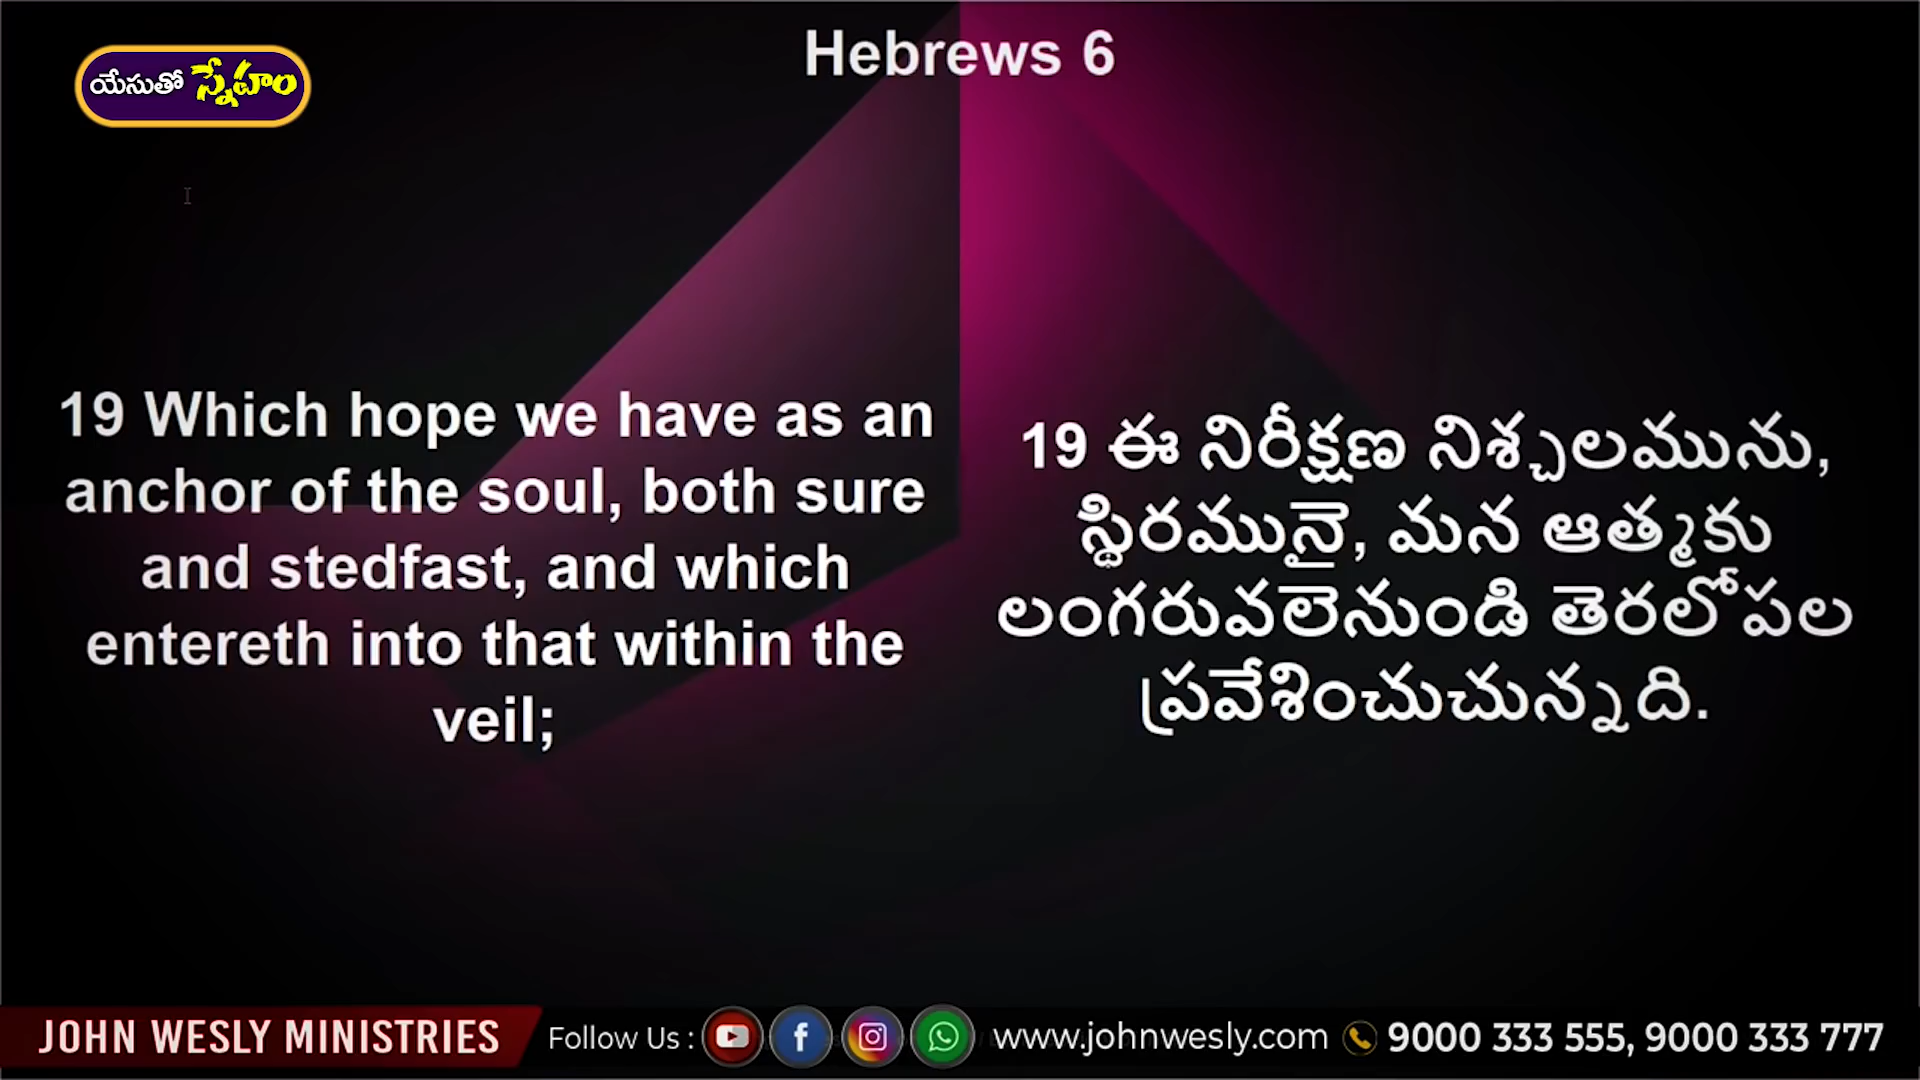 Hebrews 6
యేసుతో స్నేహం
19 Which hope we have as an
anchor of the soul, both sure
and stedfast, and which
entereth into that within the
veil;
19 ఈ నిరీక్షణ నిశ్చలమును,
స్థిరమునై, మన ఆత్మకు
లంగరువలెనుండి తెరలోపల
ప్రవేశించుచున్నది.
JOHN WESLY MINISTRIES Follow Us : www.johnwesly.com 9000 333 555, 9000 333 777